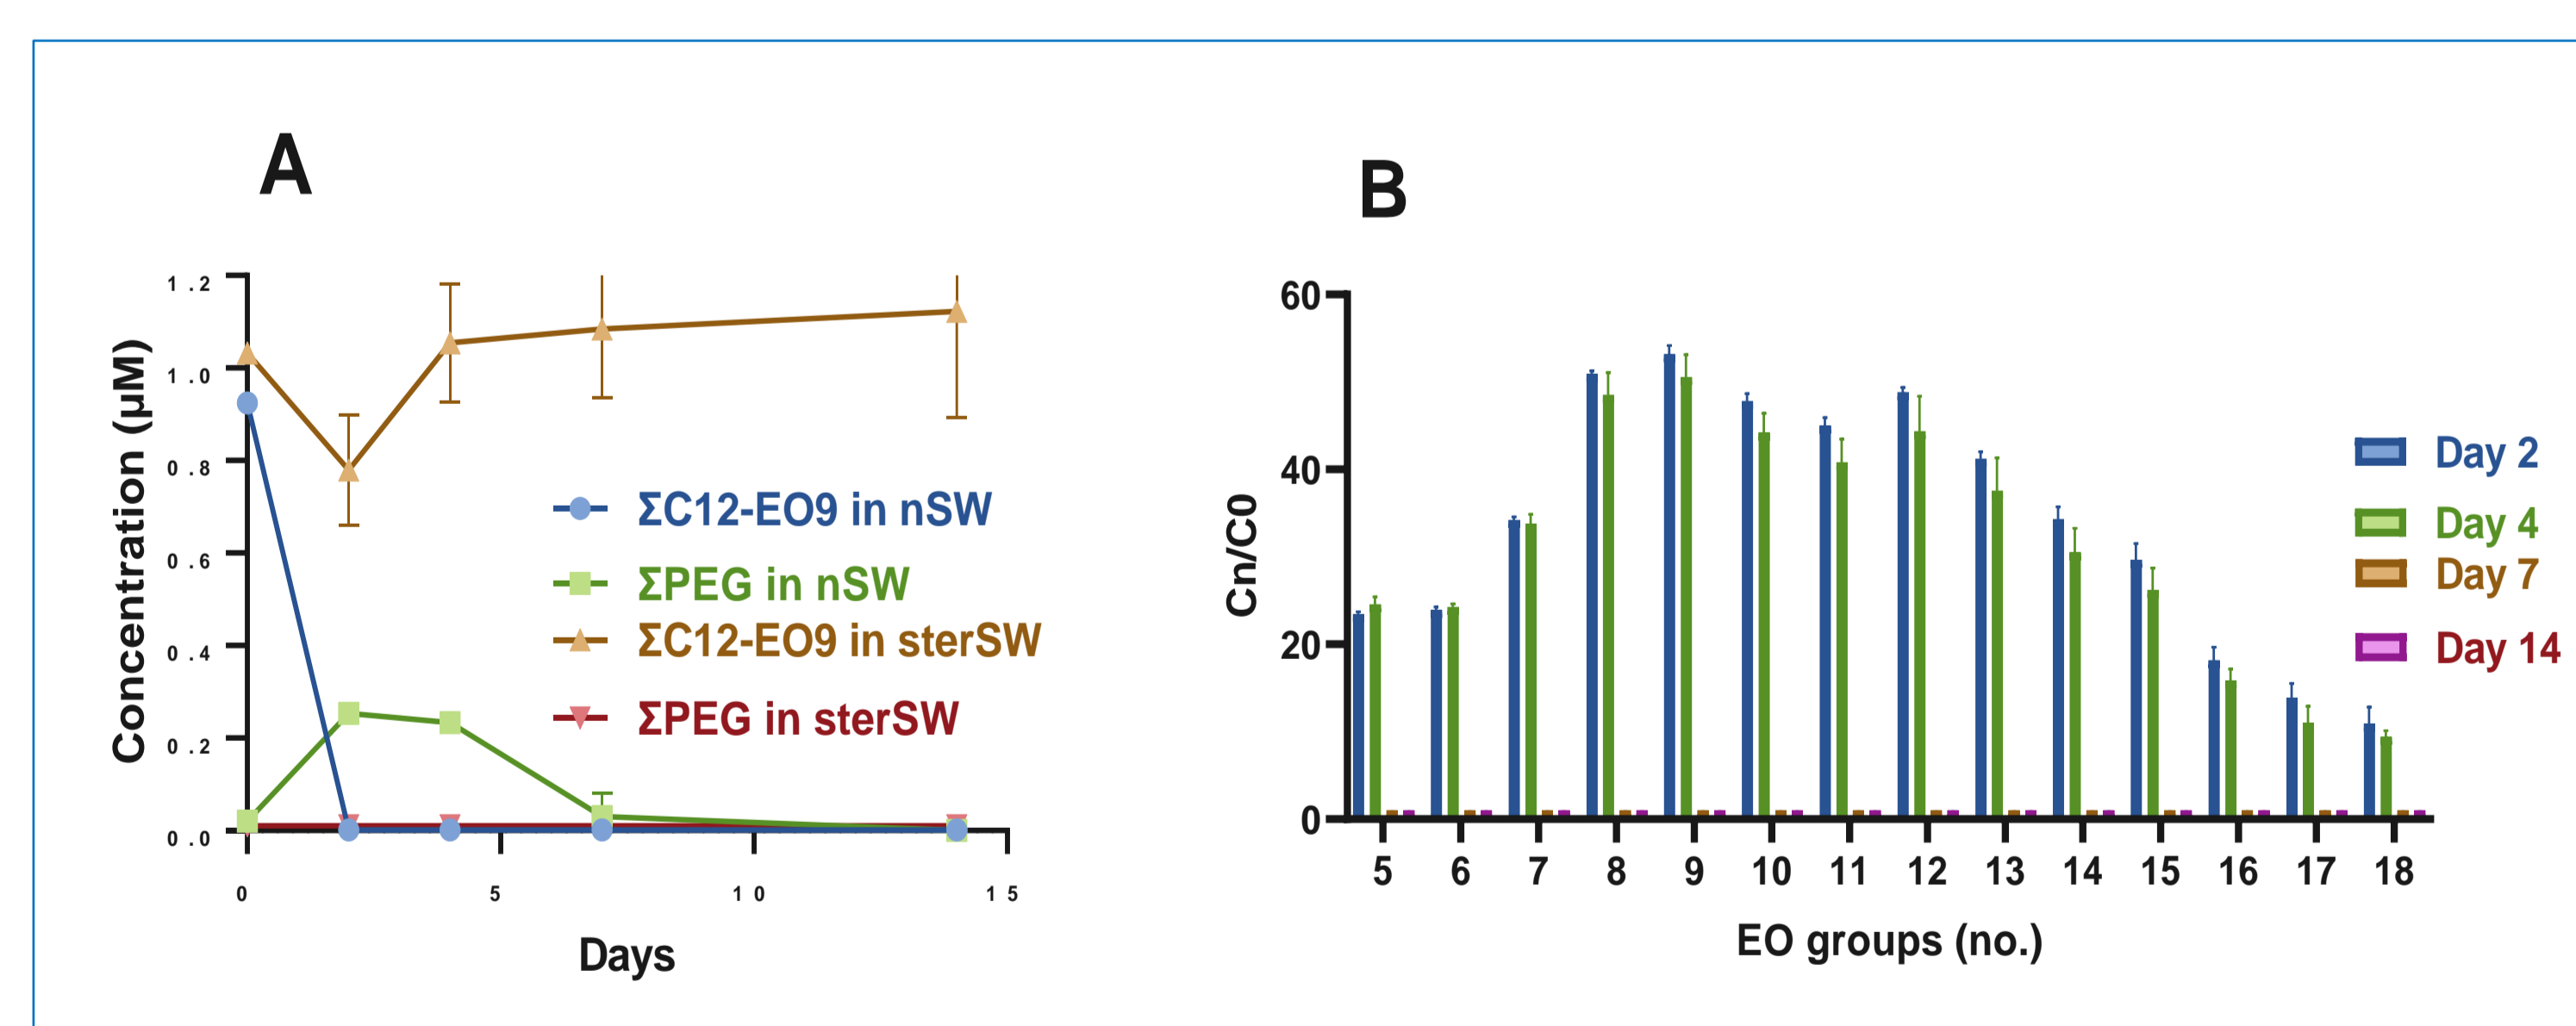 A
Concentration (µM)
1.2
1.0
0.8
0.6
0.4
0.2
0.0
0
5
10
15
Days
ΣC12-EO9 in nSW
ΣPEG in nSW
ΣC12-EO9 in sterSW
ΣPEG in sterSW
B
Cn/C0
60
40
20
0
5 6 7 8 9 10 11 12 13 14 15 16 17 18
EO groups (no.)
Day 2
Day 4
Day 7
Day 14